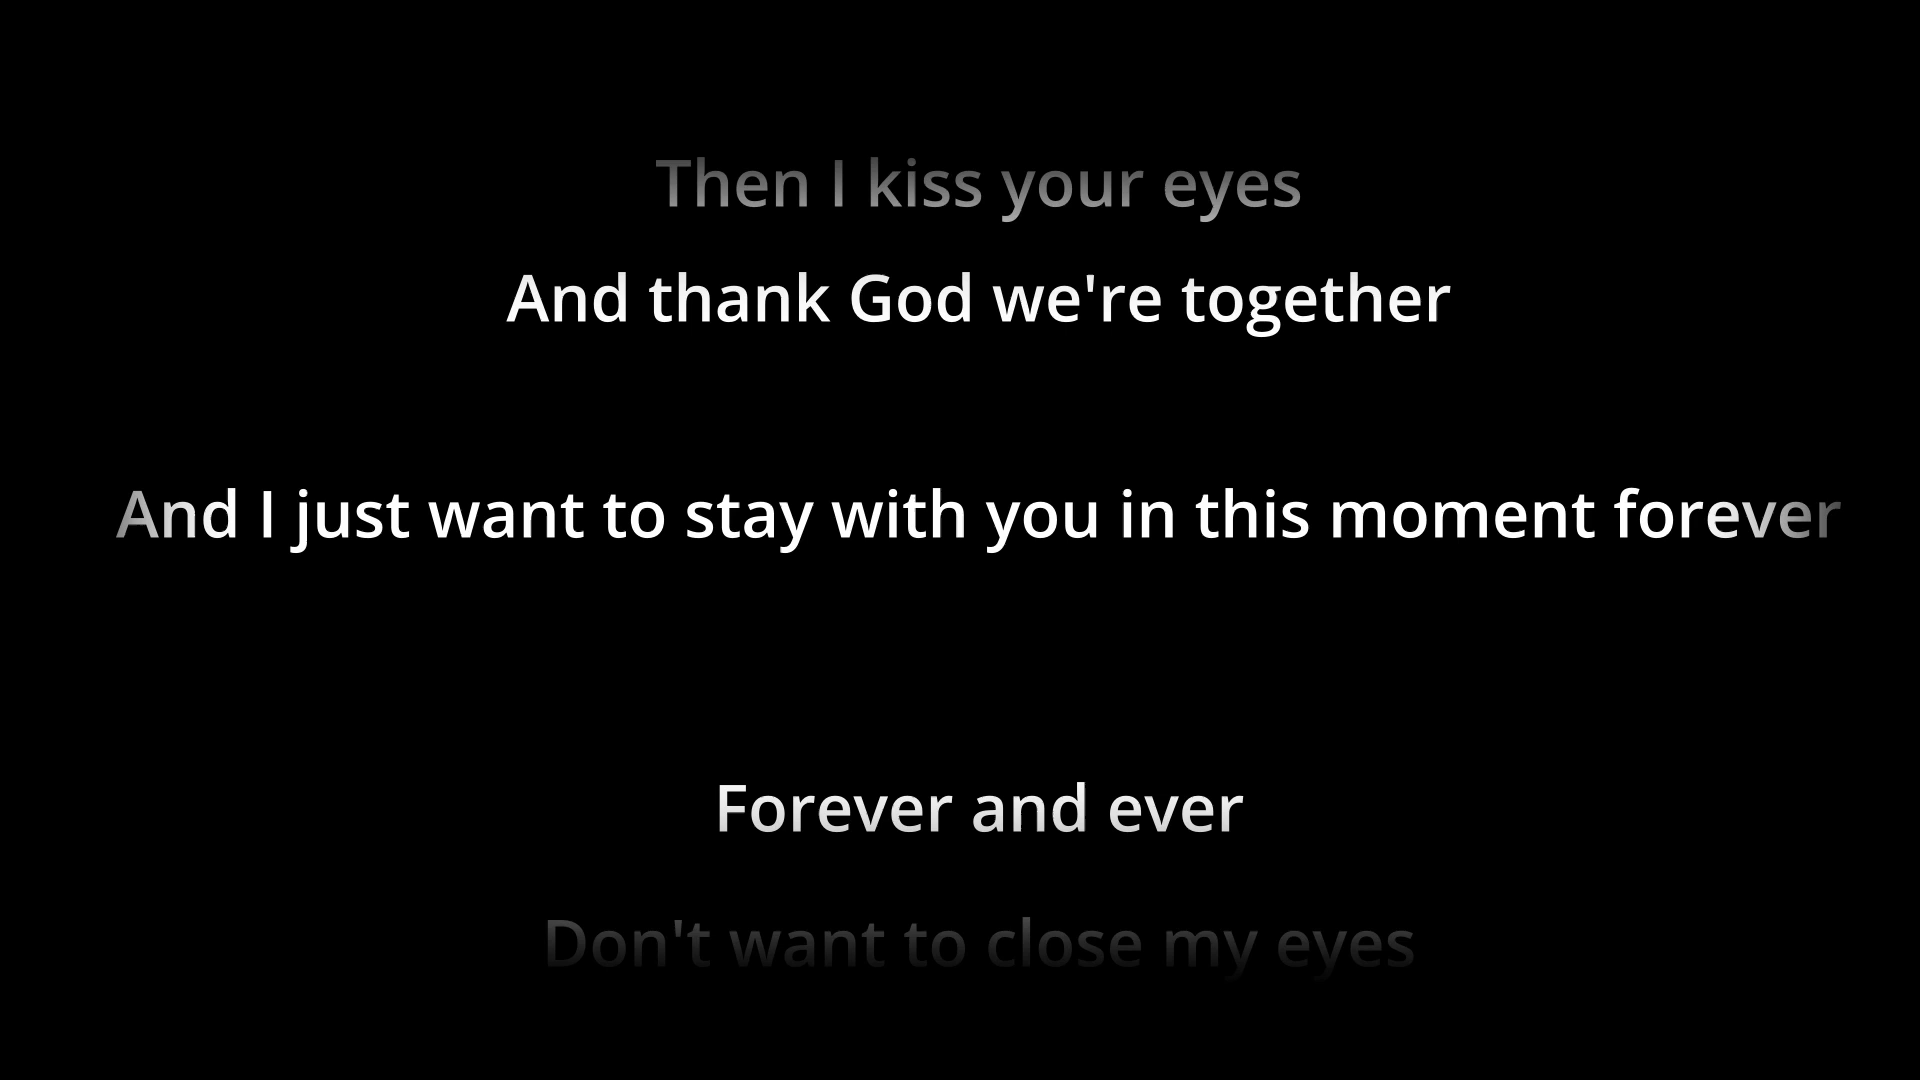 Then I kiss your eyes
And thank God we're together
And I just want to stay with you in this moment forever
Forever and ever
Don't want to close my eyes